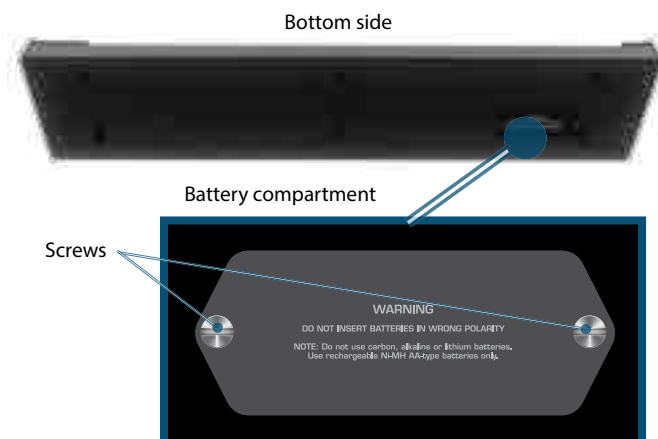 Bottom side
Battery compartment
Screws
WARNING
DO NOT INSERT BATTERIES IN WRONG POLARITY
NOTE: Do not use carbon, alkaline or lithium batteries.
Use rechargeable Ni-MH AA-type batteries only.